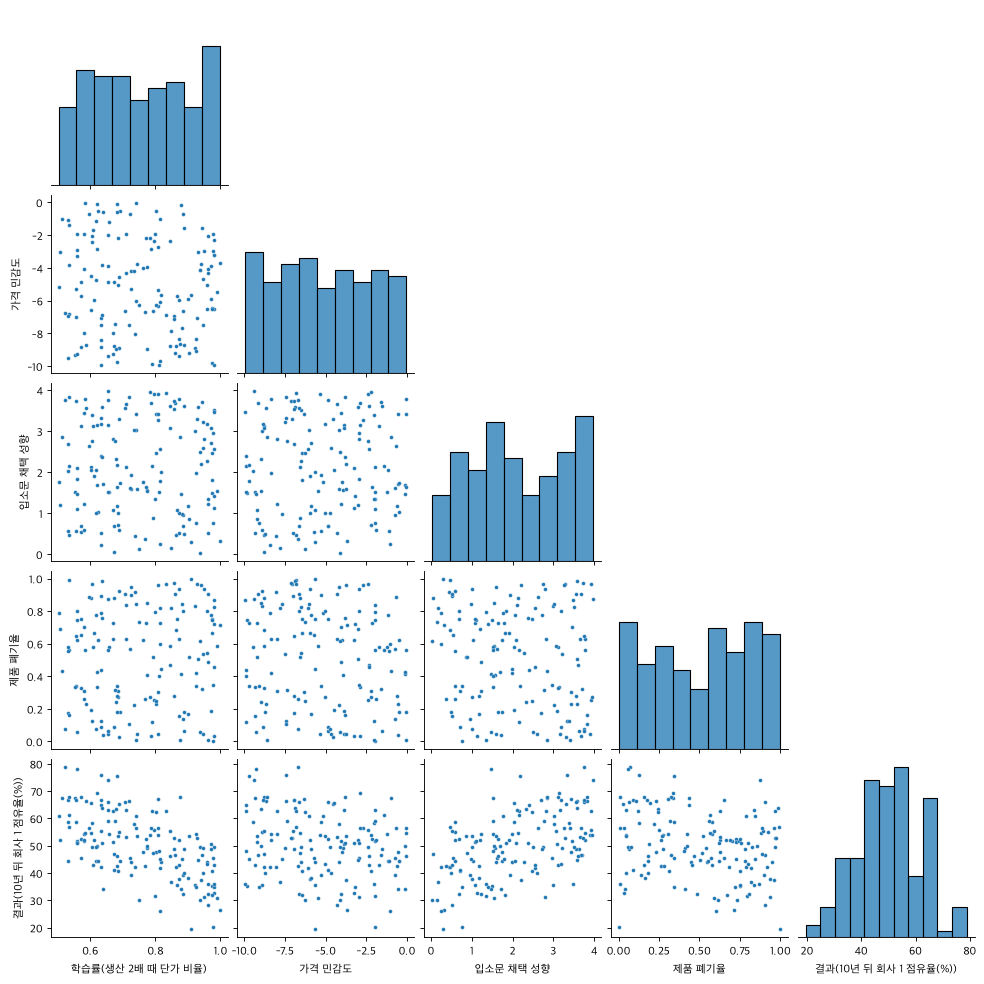 0
−2
−4
−6
−8
−10
가격 민감도
4
3
2
1
0
입소문 채택 성향
1.0
0.8
0.6
0.4
0.2
0.0
제품 폐기율
80
70
60
50
40
30
20
결과(10년 뒤 회사 1 점유율(%))
0.6 0.8 1.0
학습률(생산 2배 때 단가 비율)
−10.0 −7.5 −5.0 −2.5 0.0
가격 민감도
0 1 2 3 4
입소문 채택 성향
0.00 0.25 0.50 0.75 1.00
제품 폐기율
20 40 60 80
결과(10년 뒤 회사 1 점유율(%))